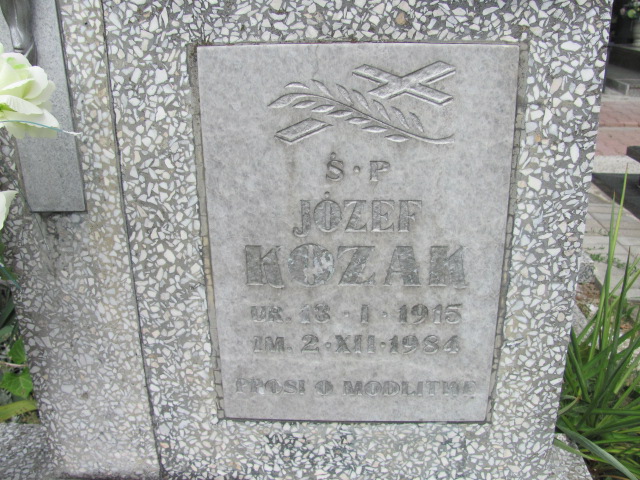 Ś·P
JÓZEF
KOZAK
UR. 18·I·1915
ZM 2·XII·1984
PROSI O MODLITWĘ